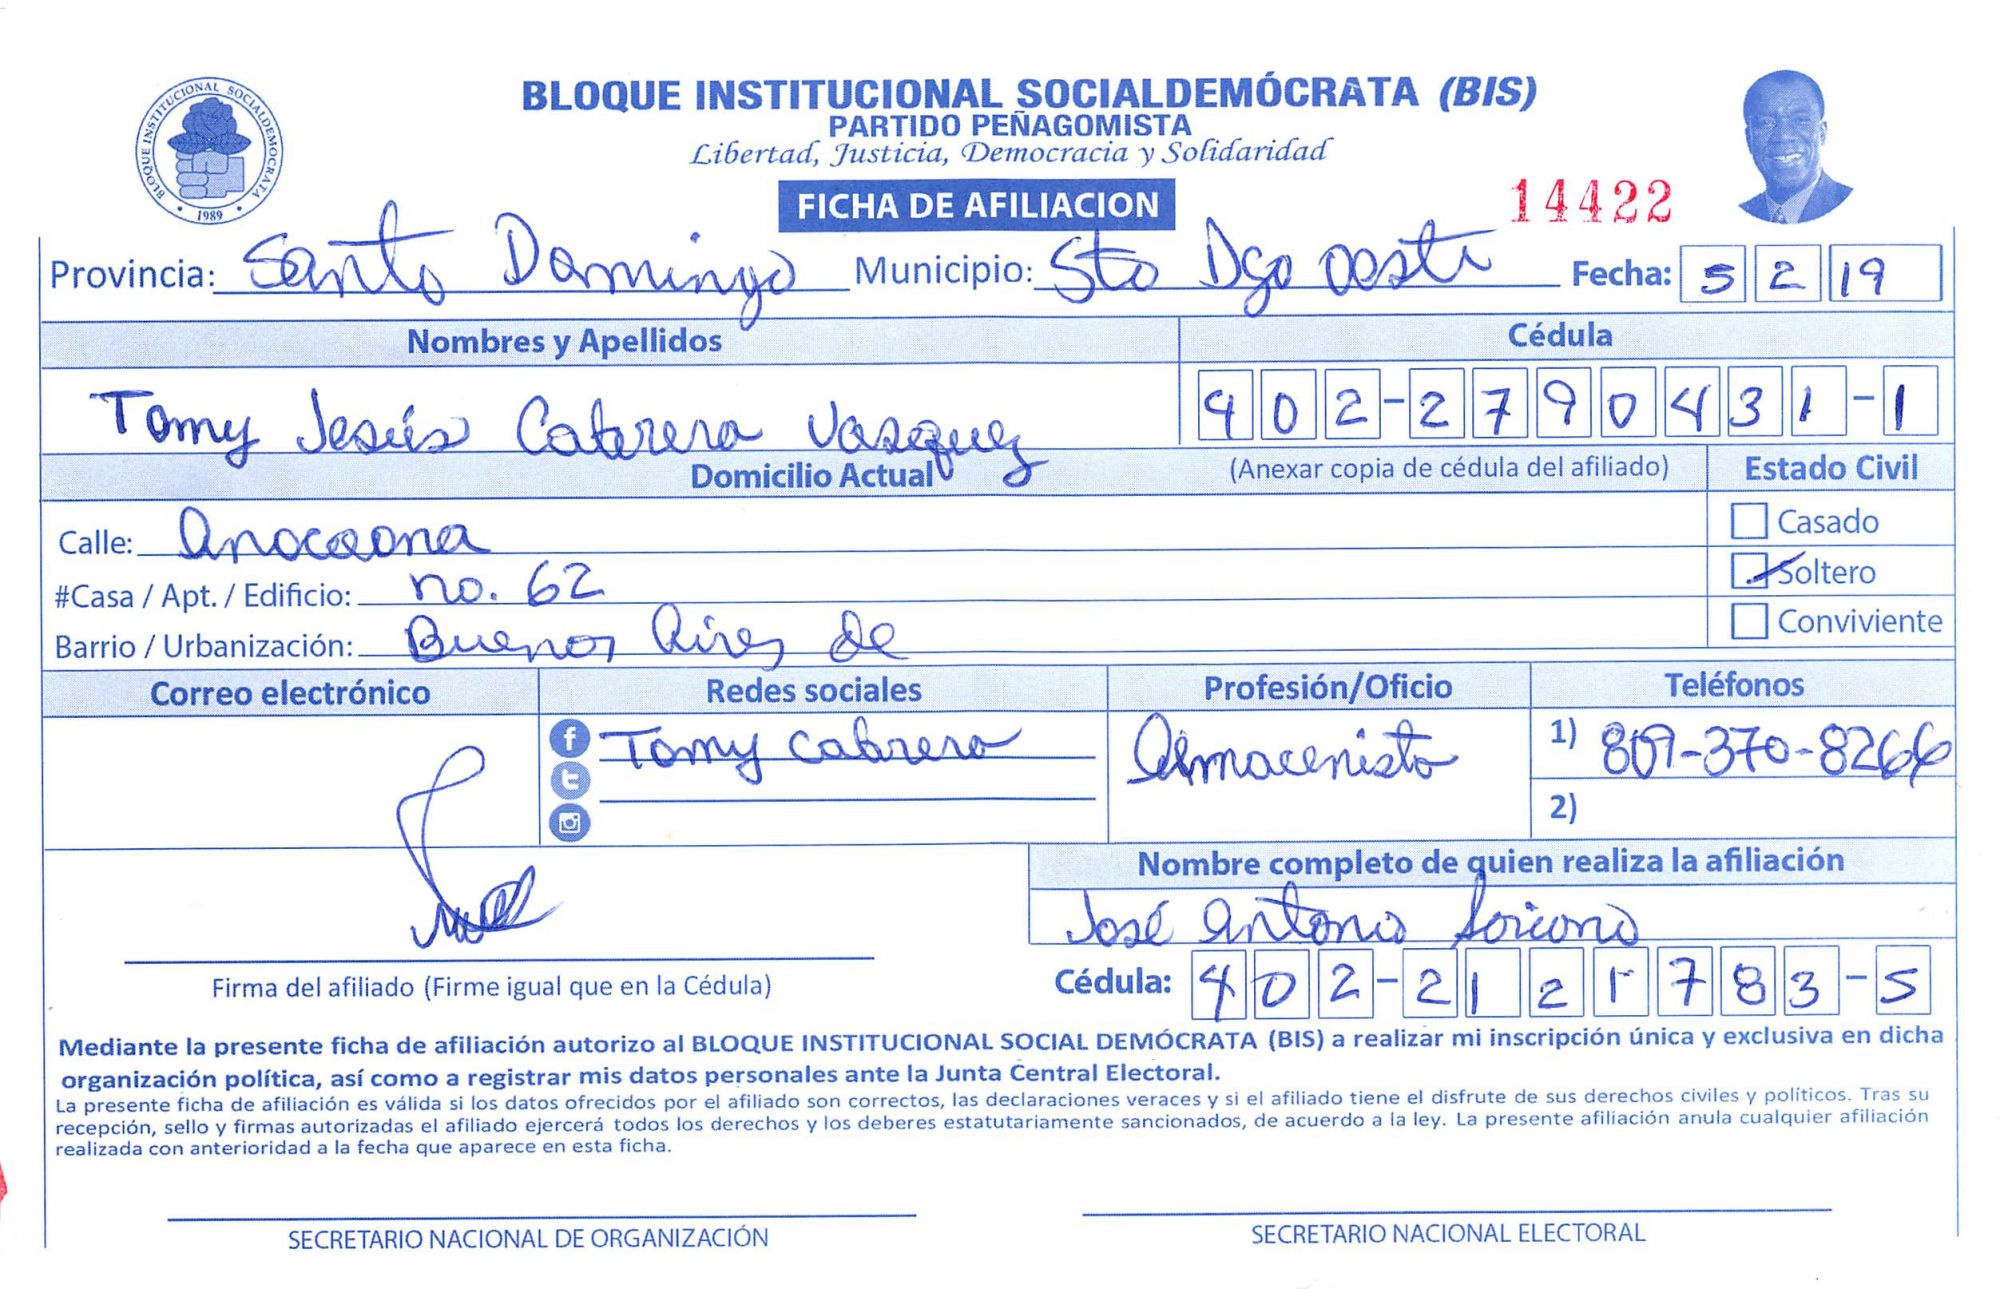 BLOQUE INSTITUCIONAL SOCIALDEMOCRATA
1989
BLOQUE INSTITUCIONAL SOCIALDEMÓCRATA (BIS)
PARTIDO PEÑAGOMISTA
Libertad, Justicia, Democracia y Solidaridad
FICHA DE AFILIACION
14422
Provincia: Santo Domingo Municipio: Sto Dgo oeste Fecha: 5 2 19
Nombres y Apellidos Cédula
Tomy Jesús Cabrera Vasquez 402-2790431-1
Domicilio Actual (Anexar copia de cédula del afiliado) Estado Civil
Calle: Anacaona Casado
#Casa / Apt. / Edificio: no. 62 Soltero
Barrio / Urbanización: Buenos Aires de Conviviente
Correo electrónico Redes sociales Profesión/Oficio Teléfonos
Tomy Cabrera Almacenista 1) 809-370-8266
2)
Nombre completo de quien realiza la afiliación
José Antonio Soriano
Firma del afiliado (Firme igual que en la Cédula) Cédula: 402-2121783-5
Mediante la presente ficha de afiliación autorizo al BLOQUE INSTITUCIONAL SOCIAL DEMÓCRATA (BIS) a realizar mi inscripción única y exclusiva en dicha
organización política, así como a registrar mis datos personales ante la Junta Central Electoral.
La presente ficha de afiliación es válida si los datos ofrecidos por el afiliado son correctos, las declaraciones veraces y si el afiliado tiene el disfrute de sus derechos civiles y políticos. Tras su
recepción, sello y firmas autorizadas el afiliado ejercerá todos los derechos y los deberes estatutariamente sancionados, de acuerdo a la ley. La presente afiliación anula cualquier afiliación
realizada con anterioridad a la fecha que aparece en esta ficha.
SECRETARIO NACIONAL DE ORGANIZACIÓN SECRETARIO NACIONAL ELECTORAL